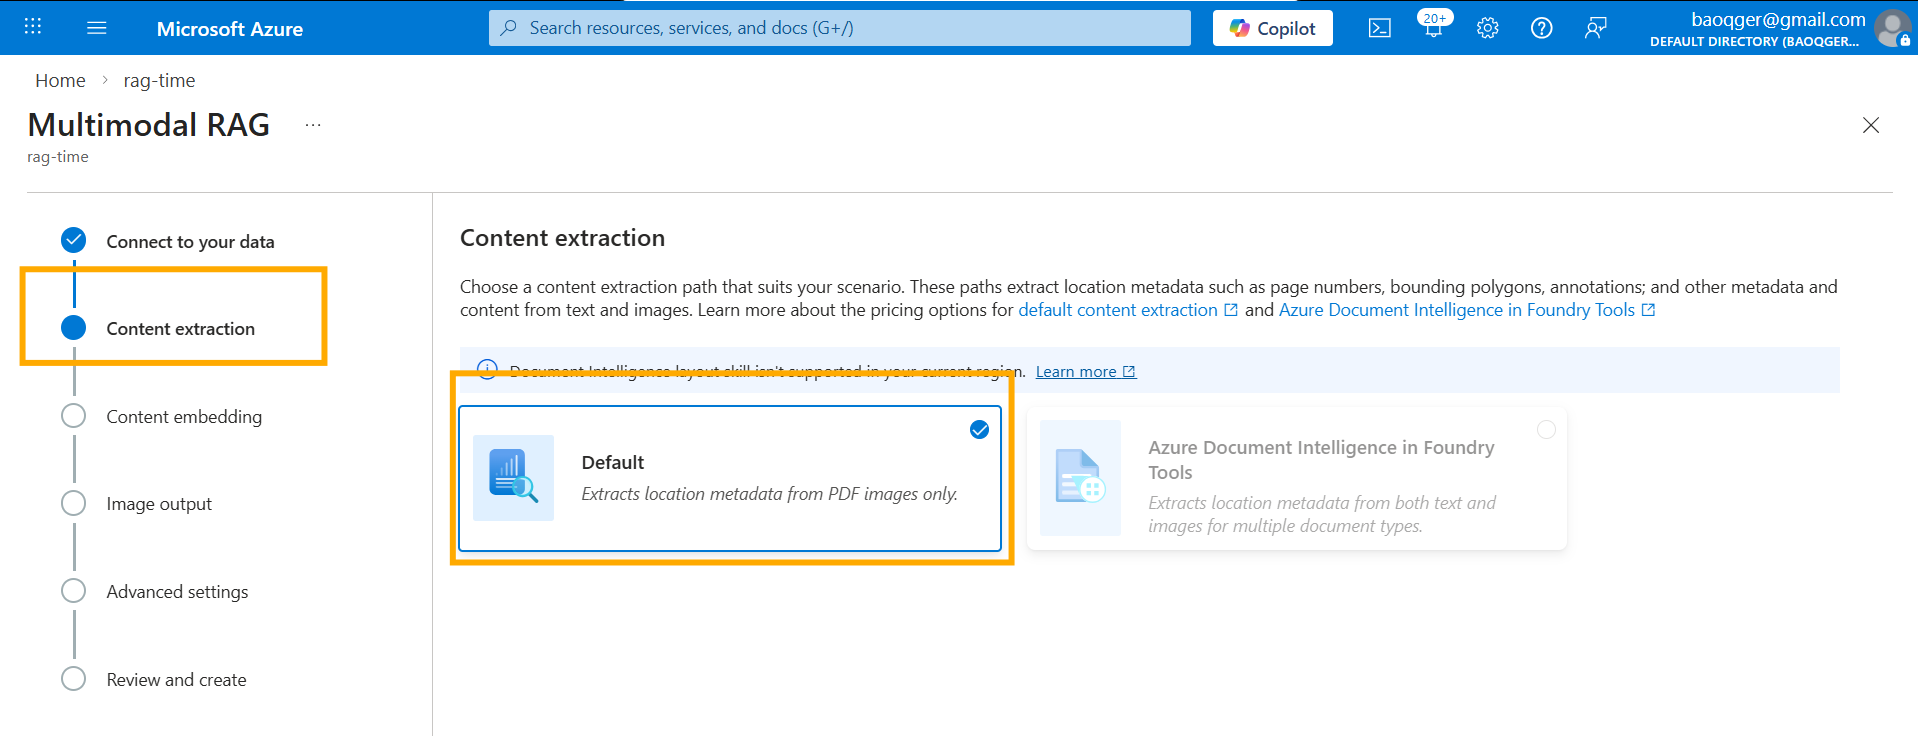 Microsoft Azure
Search resources, services, and docs (G+/)
Copilot
20+
baoqger@gmail.com
DEFAULT DIRECTORY (BAOQGER...
Home > rag-time
Multimodal RAG ...
rag-time
Connect to your data
Content extraction
Content embedding
Image output
Advanced settings
Review and create
Content extraction
Choose a content extraction path that suits your scenario. These paths extract location metadata such as page numbers, bounding polygons, annotations; and other metadata and
content from text and images. Learn more about the pricing options for default content extraction and Azure Document Intelligence in Foundry Tools
Document Intelligence layout skill isn't supported in your current region. Learn more
Default
Extracts location metadata from PDF images only.
Azure Document Intelligence in Foundry
Tools
Extracts location metadata from both text and
images for multiple document types.